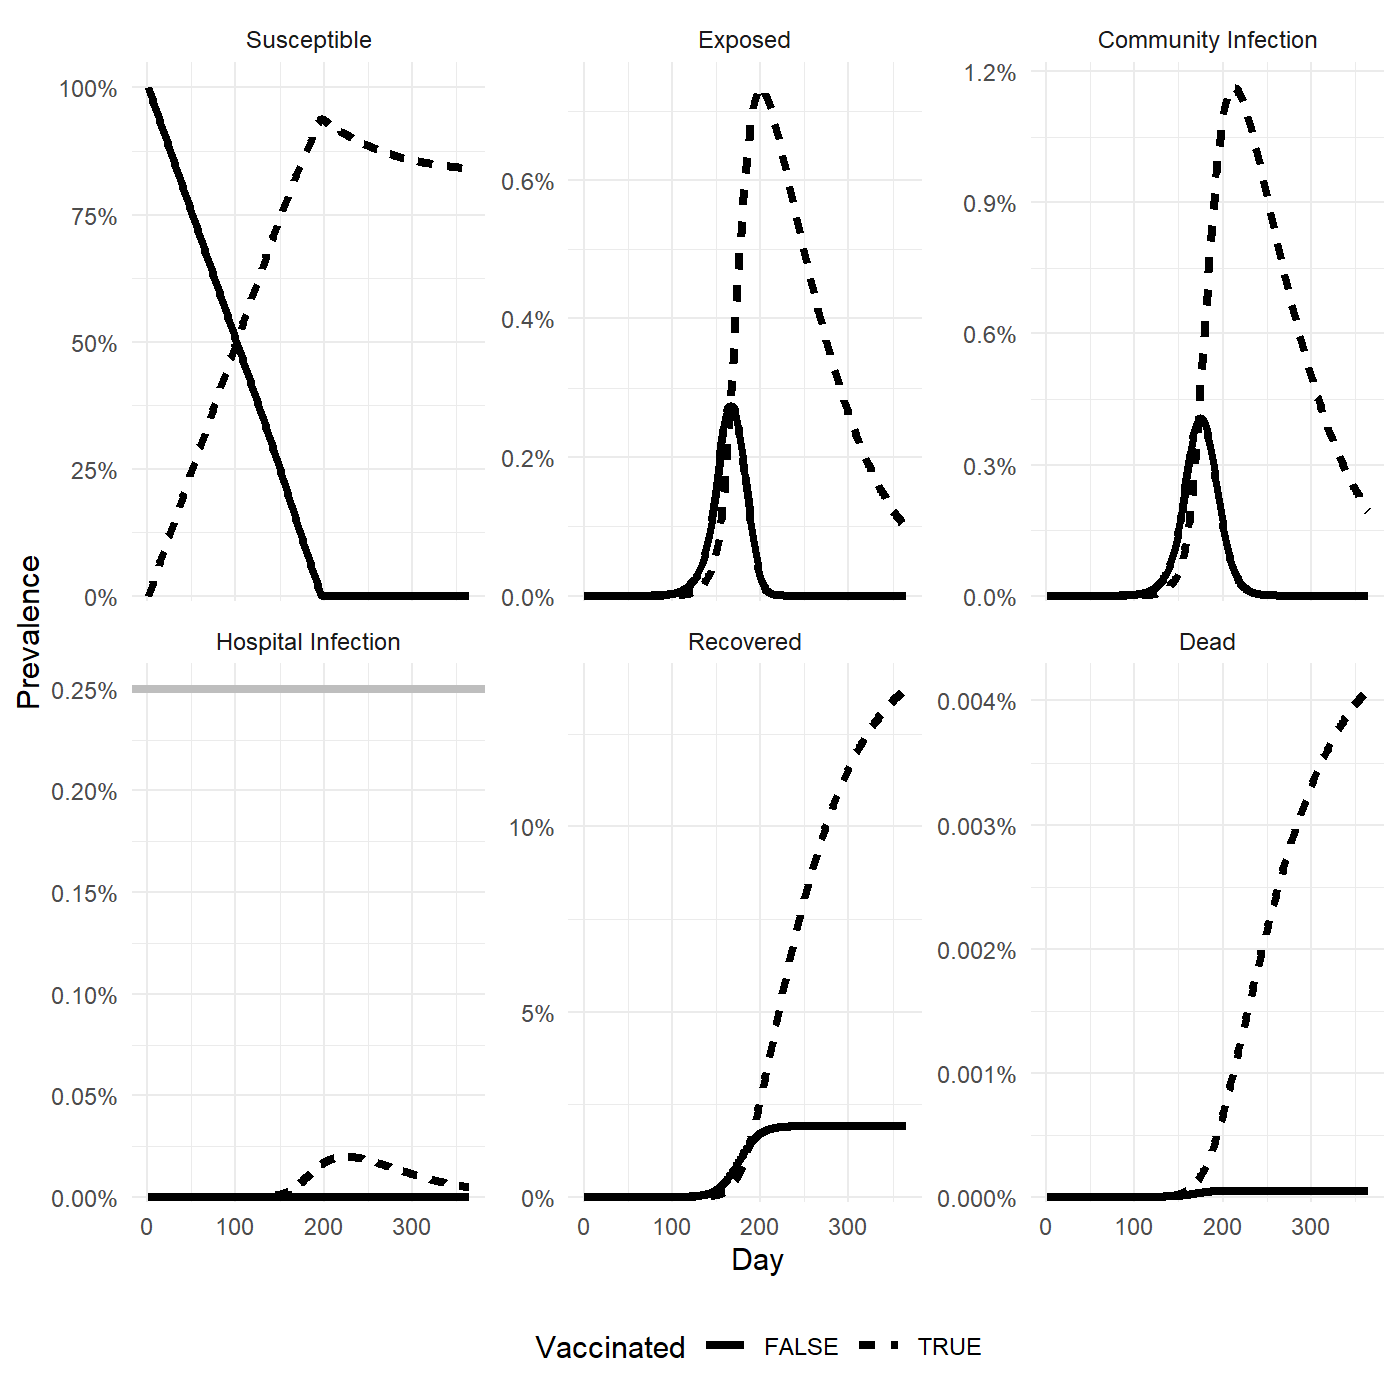 Susceptible
Exposed
Community Infection
100%
75%
50%
25%
0%
0.6%
0.4%
0.2%
0.0%
1.2%
0.9%
0.6%
0.3%
0.0%
Prevalence
Hospital Infection
Recovered
Dead
0.25%
0.20%
0.15%
0.10%
0.05%
0.00%
10%
5%
0%
0.004%
0.003%
0.002%
0.001%
0.000%
0 100 200 300
0 100 200 300
0 100 200 300
Day
Vaccinated FALSE TRUE